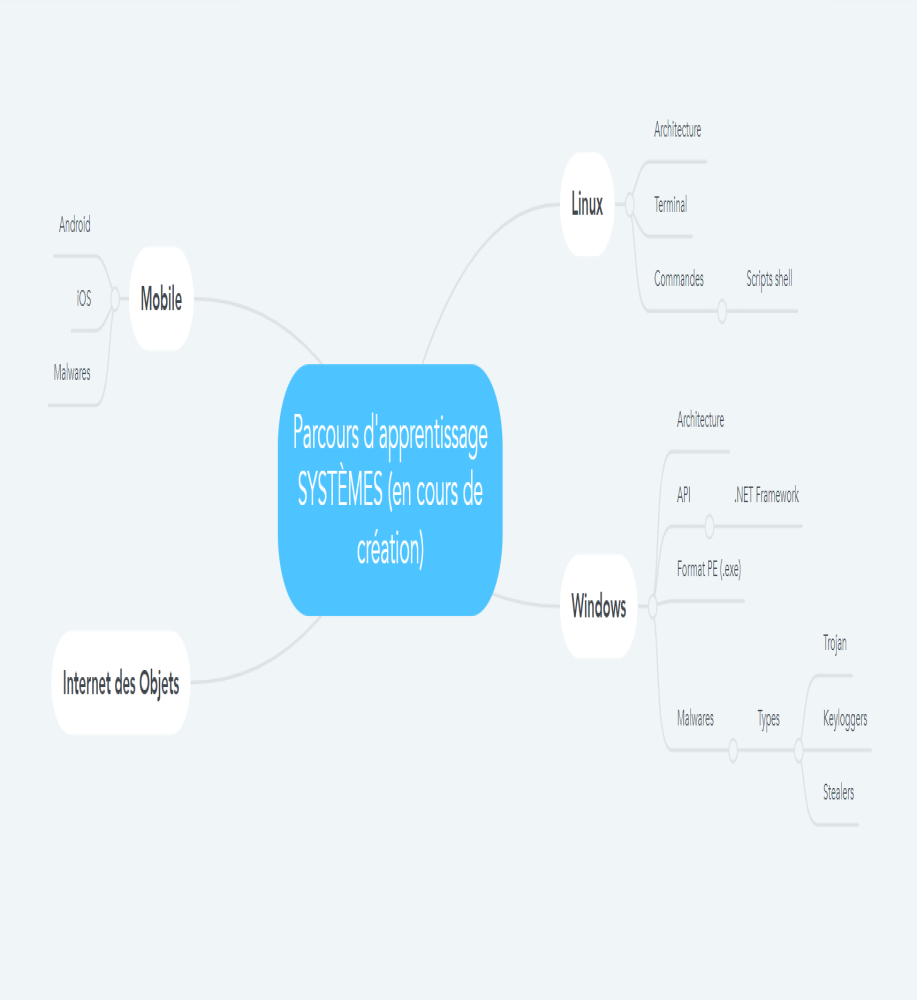 Parcours d'apprentissage
SYSTÈMES (en cours de
création)
Linux
Architecture
Terminal
Commandes
Scripts shell
Windows
Architecture
API
.NET Framework
Format PE (.exe)
Malwares
Types
Trojan
Keyloggers
Stealers
Mobile
Android
iOS
Malwares
Internet des Objets